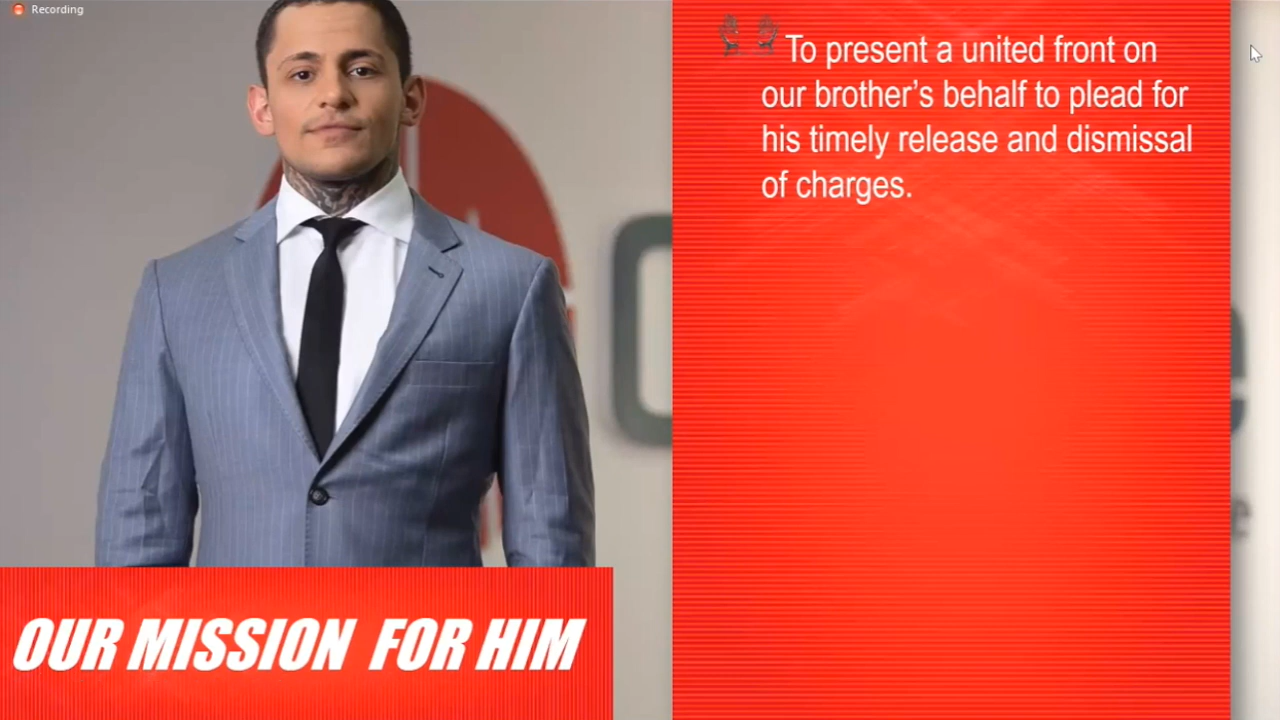 Recording
To present a united front on
our brother's behalf to plead for
his timely release and dismissal
of charges.
OUR MISSION FOR HIM